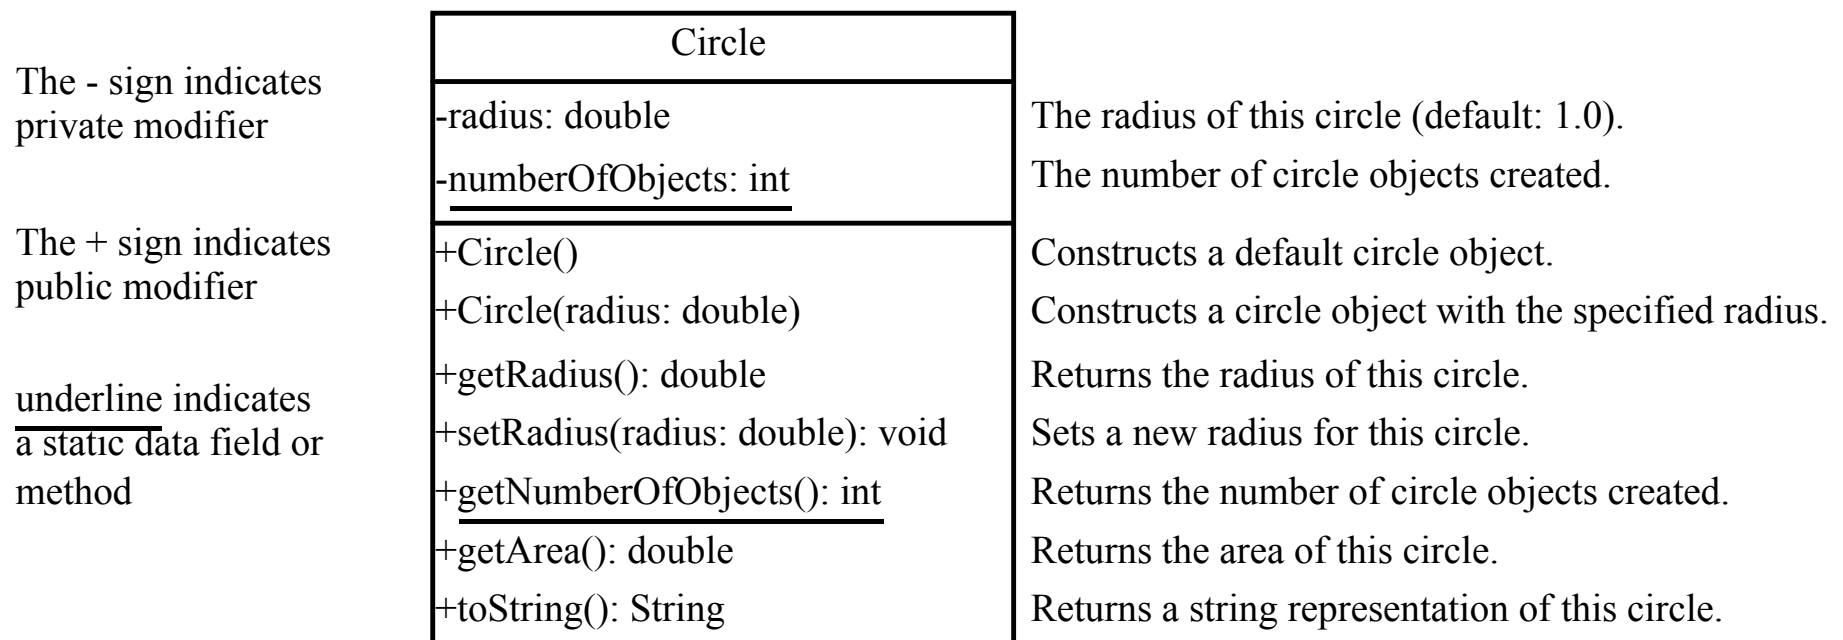 The - sign indicates
private modifier
The + sign indicates
public modifier
underline indicates
a static data field or
method
Circle
-radius: double
-numberOfObjects: int
+Circle()
+Circle(radius: double)
+getRadius(): double
+setRadius(radius: double): void
+getNumberOfObjects(): int
+getArea(): double
+toString(): String
The radius of this circle (default: 1.0).
The number of circle objects created.
Constructs a default circle object.
Constructs a circle object with the specified radius.
Returns the radius of this circle.
Sets a new radius for this circle.
Returns the number of circle objects created.
Returns the area of this circle.
Returns a string representation of this circle.